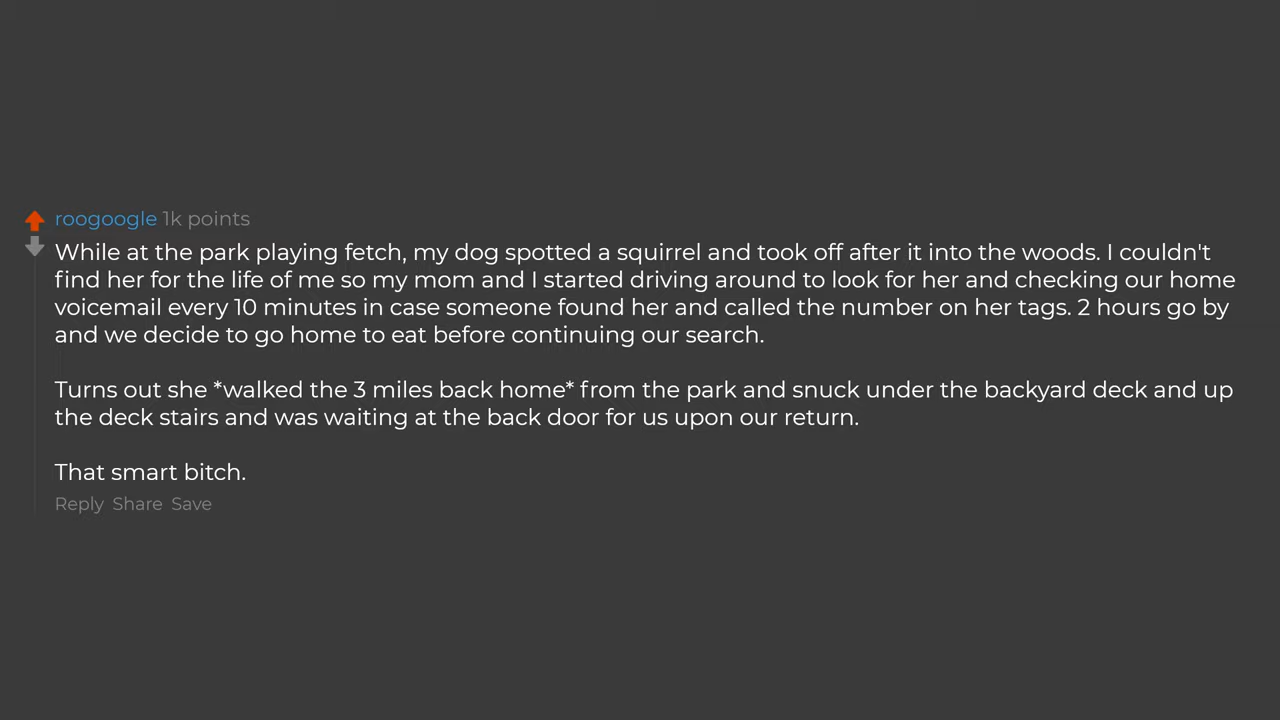 roogoogle 1k points
While at the park playing fetch, my dog spotted a squirrel and took off after it into the woods. I couldn't
find her for the life of me so my mom and I started driving around to look for her and checking our home
voicemail every 10 minutes in case someone found her and called the number on her tags. 2 hours go by
and we decide to go home to eat before continuing our search.
Turns out she *walked the 3 miles back home* from the park and snuck under the backyard deck and up
the deck stairs and was waiting at the back door for us upon our return.
That smart bitch.
Reply Share Save